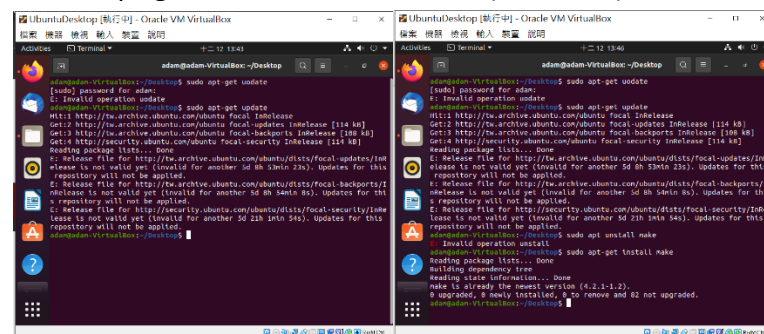 UbuntuDesktop [執行中] - Oracle VM VirtualBox
檔案 機器 檢視 輸入 裝置 說明
Activities Terminal 十二 12 13:43
adam@adam-VirtualBox: ~/Desktop
adam@adam-VirtualBox:~/Desktop$ sudo apt-get uodate
[sudo] password for adam:
E: Invalid operation uodate
adam@adam-VirtualBox:~/Desktop$ sudo apt-get update
Hit:1 http://tw.archive.ubuntu.com/ubuntu focal InRelease
Get:2 http://tw.archive.ubuntu.com/ubuntu focal-updates InRelease [114 kB]
Get:3 http://tw.archive.ubuntu.com/ubuntu focal-backports InRelease [108 kB]
Get:4 http://security.ubuntu.com/ubuntu focal-security InRelease [114 kB]
Reading package lists... Done
E: Release file for http://tw.archive.ubuntu.com/ubuntu/dists/focal-updates/InR
elease is not valid yet (invalid for another 5d 8h 53min 23s). Updates for this
repository will not be applied.
E: Release file for http://tw.archive.ubuntu.com/ubuntu/dists/focal-backports/I
nRelease is not valid yet (invalid for another 5d 8h 54min 8s). Updates for thi
s repository will not be applied.
E: Release file for http://security.ubuntu.com/ubuntu/dists/focal-security/InRe
lease is not valid yet (invalid for another 5d 21h 1min 54s). Updates for this
repository will not be applied.
adam@adam-VirtualBox:~/Desktop$
UbuntuDesktop [執行中] - Oracle VM VirtualBox
檔案 機器 檢視 輸入 裝置 說明
Activities Terminal 十二 12 13:46
adam@adam-VirtualBox: ~/Desktop
adam@adam-VirtualBox:~/Desktop$ sudo apt-get uodate
[sudo] password for adam:
E: Invalid operation uodate
adam@adam-VirtualBox:~/Desktop$ sudo apt-get update
Hit:1 http://tw.archive.ubuntu.com/ubuntu focal InRelease
Get:2 http://tw.archive.ubuntu.com/ubuntu focal-updates InRelease [114 kB]
Get:3 http://tw.archive.ubuntu.com/ubuntu focal-backports InRelease [108 kB]
Get:4 http://security.ubuntu.com/ubuntu focal-security InRelease [114 kB]
Reading package lists... Done
E: Release file for http://tw.archive.ubuntu.com/ubuntu/dists/focal-updates/In
elease is not valid yet (invalid for another 5d 8h 53min 23s). Updates for thi
repository will not be applied.
E: Release file for http://tw.archive.ubuntu.com/ubuntu/dists/focal-backports/
nRelease is not valid yet (invalid for another 5d 8h 54min 8s). Updates for th
s repository will not be applied.
E: Release file for http://security.ubuntu.com/ubuntu/dists/focal-security/InR
lease is not valid yet (invalid for another 5d 21h 1min 54s). Updates for this
repository will not be applied.
adam@adam-VirtualBox:~/Desktop$ sudo apt unstall make
E: Invalid operation unstall
adam@adam-VirtualBox:~/Desktop$ sudo apt-get install make
Reading package lists... Done
Building dependency tree
Reading state information... Done
make is already the newest version (4.2.1-1.2).
0 upgraded, 0 newly installed, 0 to remove and 82 not upgraded.
adam@adam-VirtualBox:~/Desktop$